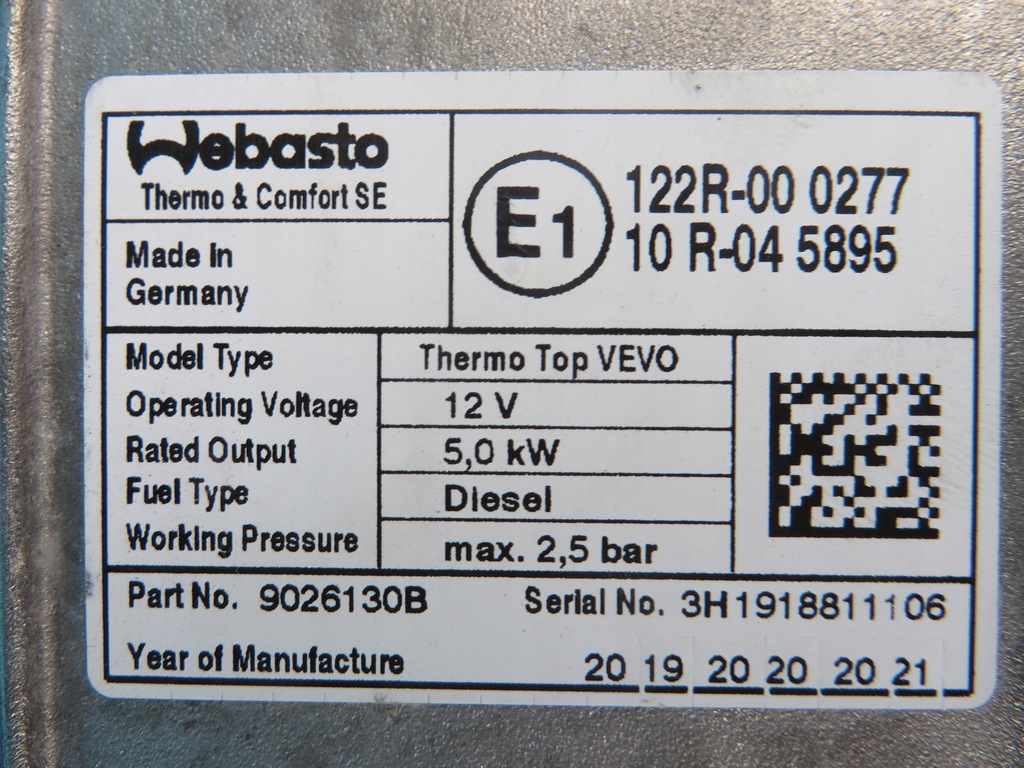 Webasto
Thermo & Comfort SE
Made In
Germany
E1
122R-00 0277
10 R-04 5895
Model Type Thermo Top VEVO
Operating Voltage 12 V
Rated Output 5,0 kW
Fuel Type Diesel
Working Pressure max. 2,5 bar
Part No. 9026130B Serial No. 3H1918811106
Year of Manufacture 20 19 20 20 20 21